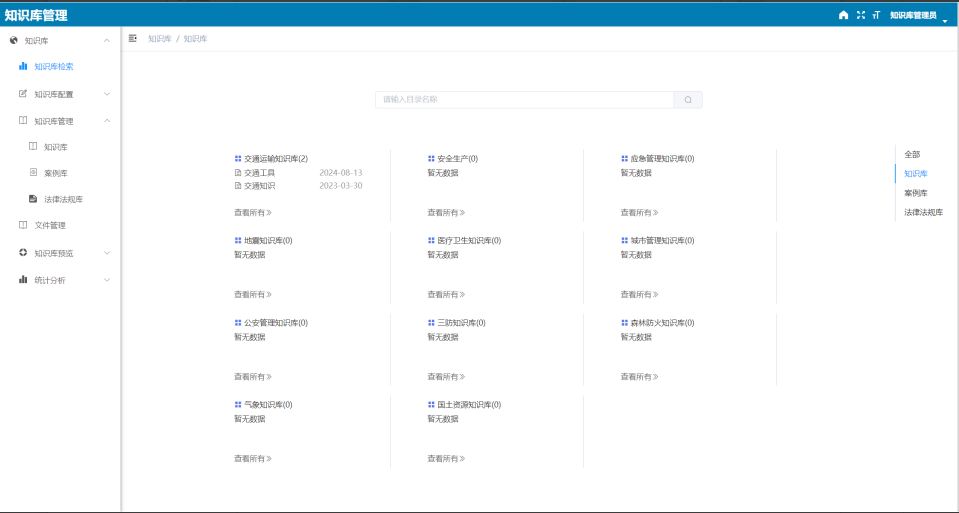 知识库管理
知识库管理员
知识库
知识库 / 知识库
知识库检索
知识库配置
知识库管理
知识库
案例库
法律法规库
文件管理
知识库预览
统计分析
请输入目录名称
交通运输知识库(2)
交通工具 2024-08-13
交通知识 2023-03-30
查看所有
安全生产(0)
暂无数据
查看所有
应急管理知识库(0)
暂无数据
查看所有
地震知识库(0)
暂无数据
查看所有
医疗卫生知识库(0)
暂无数据
查看所有
城市管理知识库(0)
暂无数据
查看所有
公安管理知识库(0)
暂无数据
查看所有
三防知识库(0)
暂无数据
查看所有
森林防火知识库(0)
暂无数据
查看所有
气象知识库(0)
暂无数据
查看所有
国土资源知识库(0)
暂无数据
查看所有
全部
知识库
案例库
法律法规库